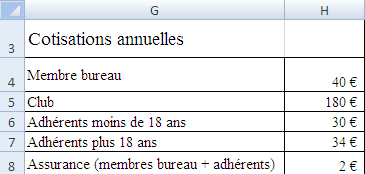 G H
3 Cotisations annuelles
4 Membre bureau 40 €
5 Club 180 €
6 Adhérents moins de 18 ans 30 €
7 Adhérents plus 18 ans 34 €
8 Assurance (membres bureau + adhérents) 2 €